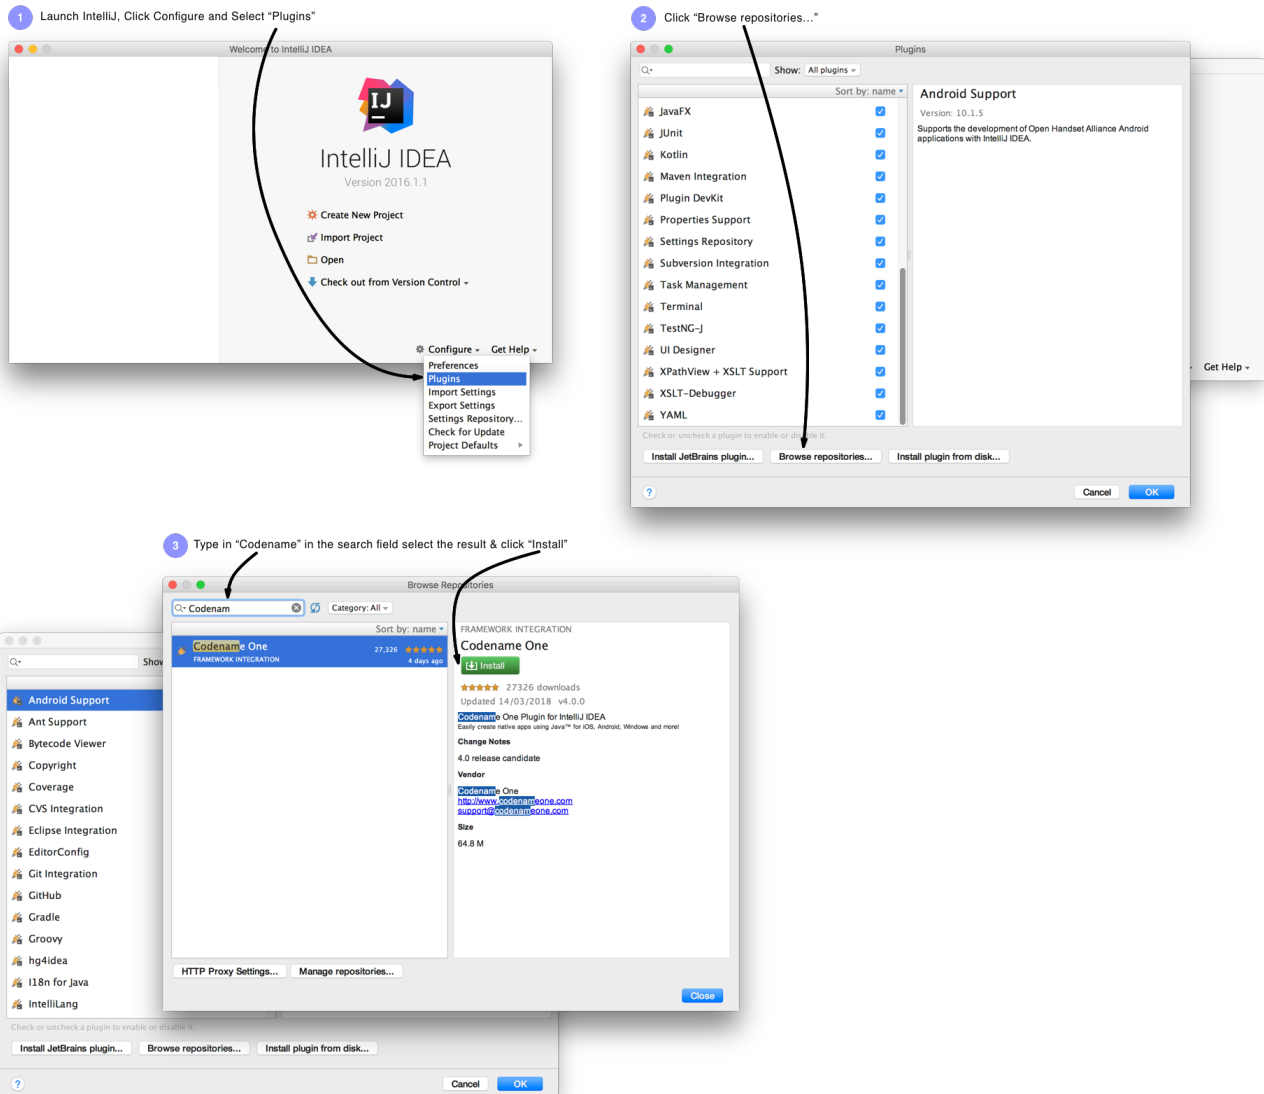 1 Launch IntelliJ, Click Configure and Select “Plugins”
Welcome to IntelliJ IDEA
IJ
IntelliJ IDEA
Version 2016.1.1
Create New Project
Import Project
Open
Check out from Version Control
Configure Get Help
Preferences
Plugins
Import Settings
Export Settings
Settings Repository...
Check for Update
Project Defaults
2 Click “Browse repositories…”
Plugins
Show: All plugins
Sort by: name
JavaFX
JUnit
Kotlin
Maven Integration
Plugin DevKit
Properties Support
Settings Repository
Subversion Integration
Task Management
Terminal
TestNG-J
UI Designer
XPathView + XSLT Support
XSLT-Debugger
YAML
Android Support
Version: 10.1.5
Supports the development of Open Handset Alliance Android
applications with IntelliJ IDEA.
Check or uncheck a plugin to enable or disable it.
Install JetBrains plugin... Browse repositories... Install plugin from disk...
? Cancel OK
Get Help
3 Type in “Codename” in the search field select the result & click “Install”
Browse Repositories
Codenam Category: All
Sort by: name
Codename One 27,326
FRAMEWORK INTEGRATION 4 days ago
FRAMEWORK INTEGRATION
Codename One
Install
27326 downloads
Updated 14/03/2018 v4.0.0
Codename One Plugin for IntelliJ IDEA
Easily create native apps using Java™ for iOS, Android, Windows and more!
Change Notes
4.0 release candidate
Vendor
Codename One
http://www.codenameone.com
support@codenameone.com
Size
64.8 M
HTTP Proxy Settings... Manage repositories...
Close
Show
Android Support
Ant Support
Bytecode Viewer
Copyright
Coverage
CVS Integration
Eclipse Integration
EditorConfig
Git Integration
GitHub
Gradle
Groovy
hg4idea
I18n for Java
IntelliLang
Check or uncheck a plugin to enable or disable it.
Install JetBrains plugin... Browse repositories... Install plugin from disk...
? Cancel OK